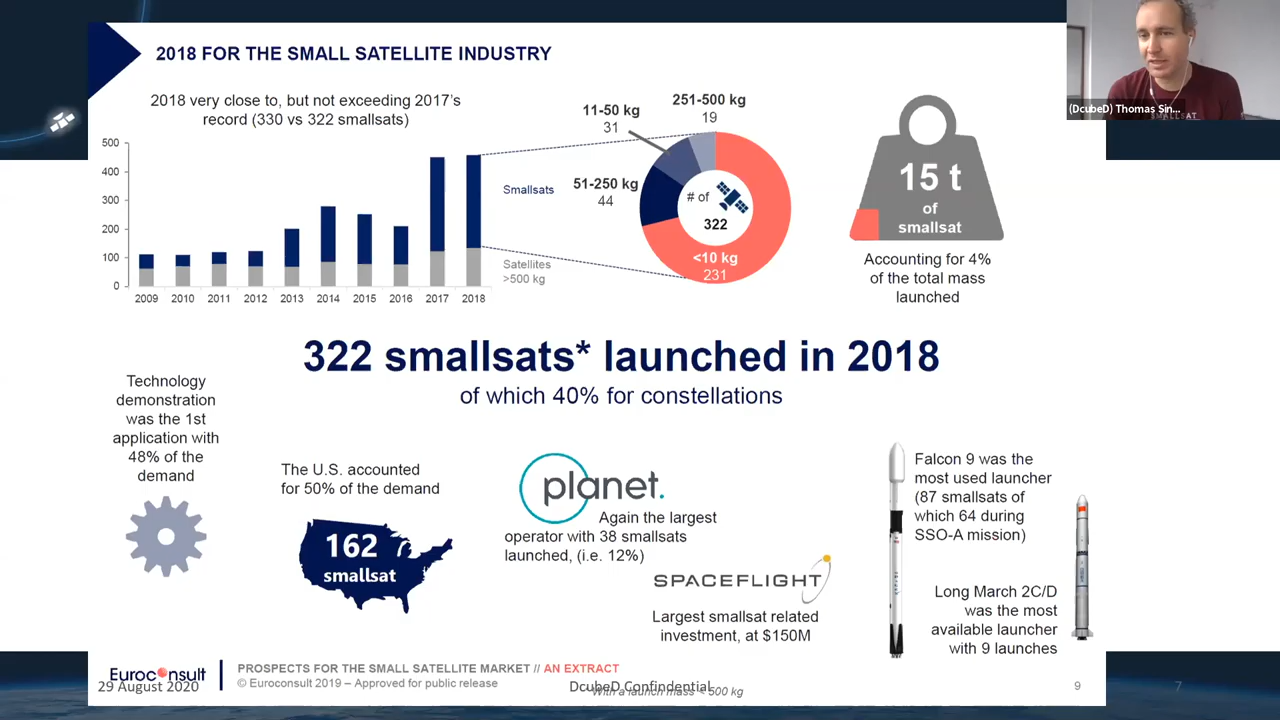 2018 FOR THE SMALL SATELLITE INDUSTRY
2018 very close to, but not exceeding 2017's
record (330 vs 322 smallsats)
500
400
300
200
100
0
2009 2010 2011 2012 2013 2014 2015 2016 2017 2018
Smallsats
Satellites
>500 kg
11-50 kg
31
251-500 kg
19
51-250 kg
44
# of
322
<10 kg
231
15 t
of
smallsat
Accounting for 4%
of the total mass
launched
(DcubeD) Thomas Sin...
SMALLSAT
322 smallsats* launched in 2018
of which 40% for constellations
Technology
demonstration
was the 1st
application with
48% of the
demand
The U.S. accounted
for 50% of the demand
162
smallsat
planet.
Again the largest
operator with 38 smallsats
launched, (i.e. 12%)
SPACEFLIGHT
Largest smallsat related
investment, at $150M
Falcon 9 was the
most used launcher
(87 smallsats of
which 64 during
SSO-A mission)
Long March 2C/D
was the most
available launcher
with 9 launches
Euroconsult
PROSPECTS FOR THE SMALL SATELLITE MARKET // AN EXTRACT
© Euroconsult 2019 – Approved for public release
29 August 2020
DcubeD Confindential
*With a launch mass < 500 kg
9
7